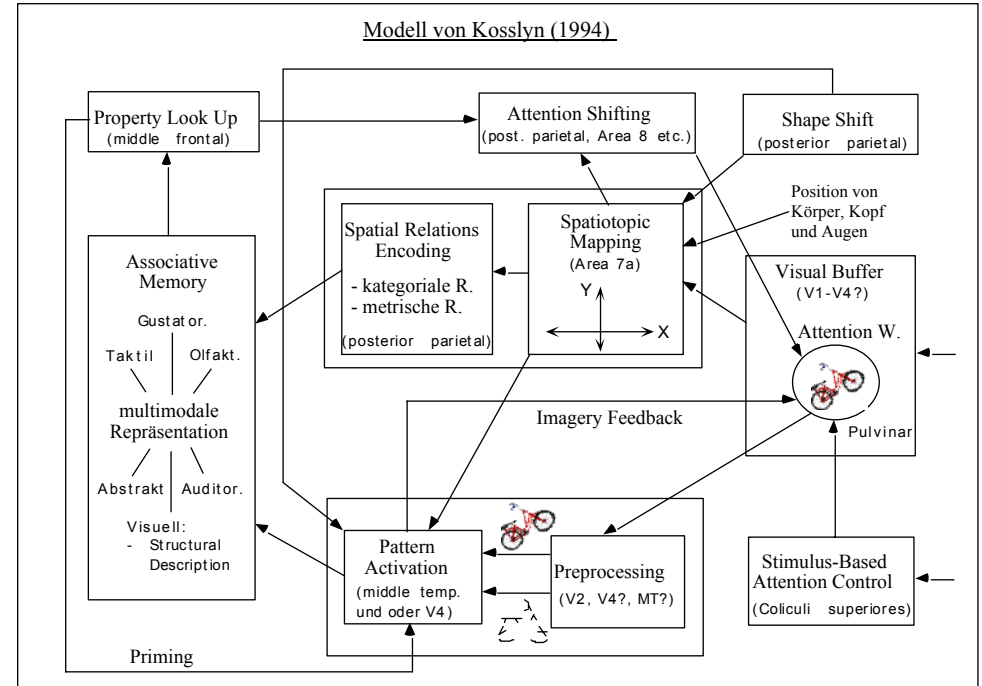 Modell von Kosslyn (1994)
Property Look Up
(middle frontal)
Attention Shifting
(post. parietal, Area 8 etc.)
Shape Shift
(posterior parietal)
Position von
Körper, Kopf
und Augen
Spatial Relations
Encoding
- kategoriale R.
- metrische R.
(posterior parietal)
Spatiotopic
Mapping
(Area 7a)
Y
X
Visual Buffer
(V1-V4?)
Attention W.
Pulvinar
Associative
Memory
Gustator.
Taktil
Olfakt.
multimodale
Repräsentation
Abstrakt
Auditor.
Visuell:
- Structural
Description
Imagery Feedback
Pattern
Activation
(middle temp.
und oder V4)
Preprocessing
(V2, V4?, MT?)
Stimulus-Based
Attention Control
(Coliculi superiores)
Priming